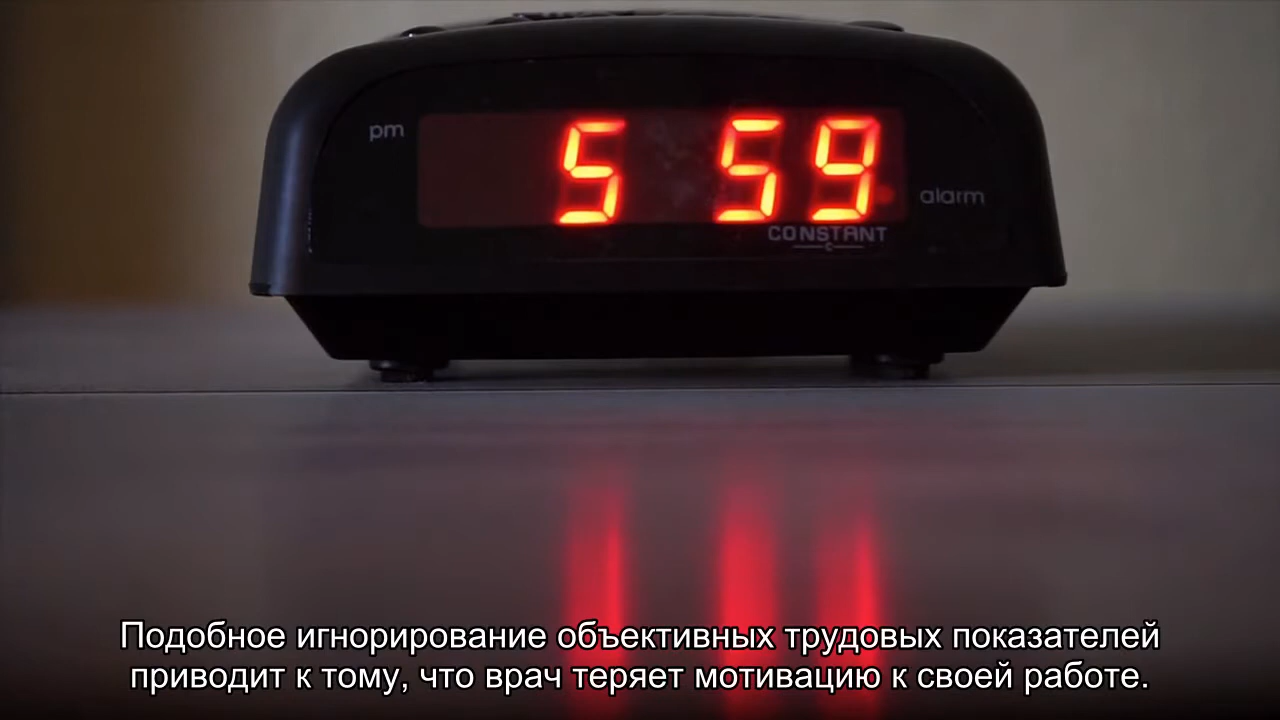 pm
5 59
alarm
CONSTANT
Подобное игнорирование объективных трудовых показателей
приводит к тому, что врач теряет мотивацию к своей работе.